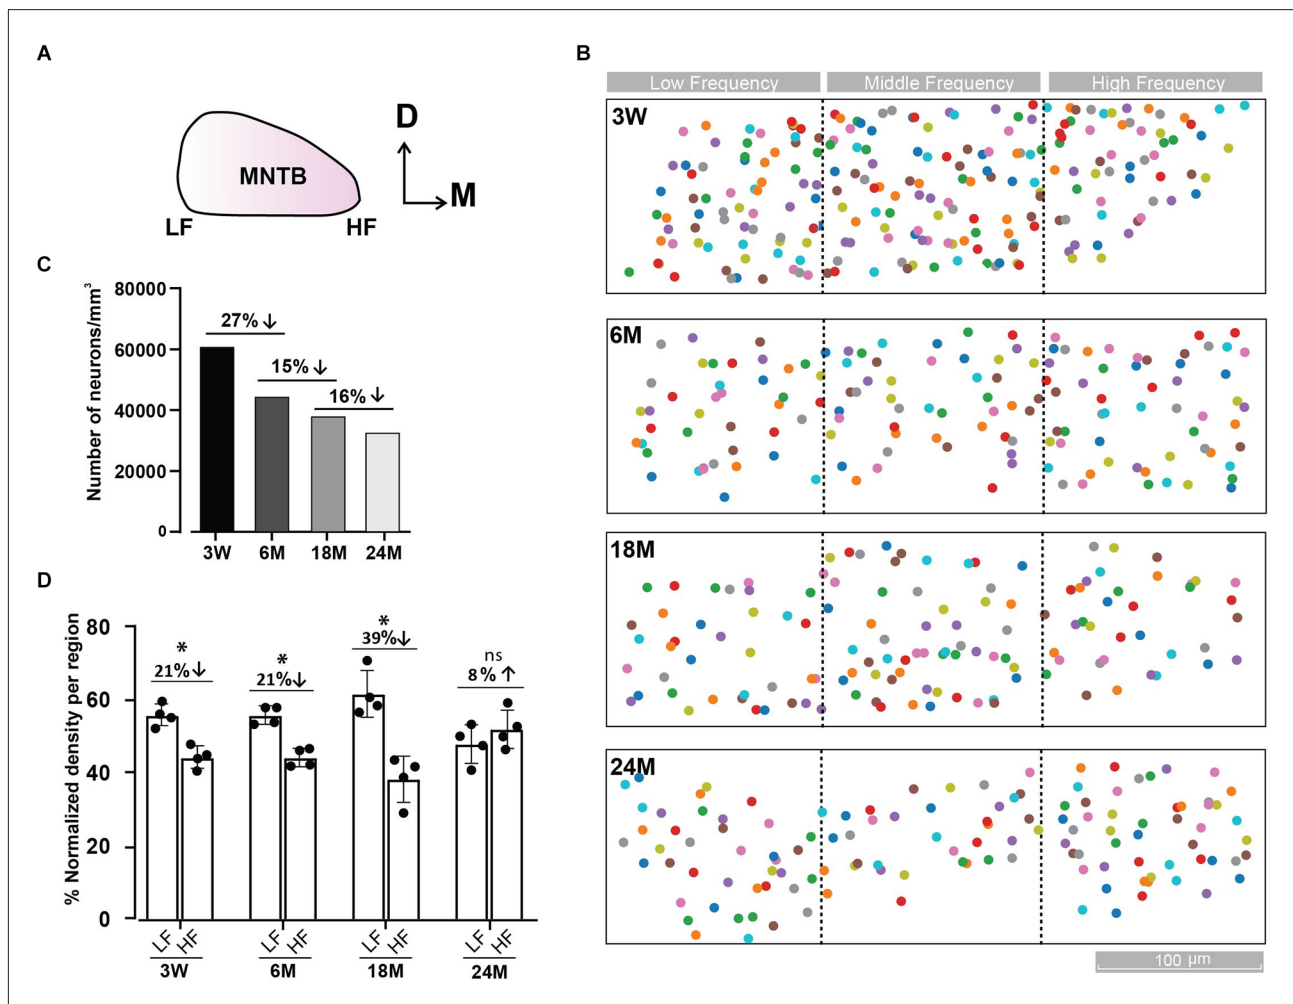 A
D
M
MNTB
LF
HF
B
Low Frequency
Middle Frequency
High Frequency
3W
6M
18M
24M
100 µm
C
Number of neurons/mm³
80000
60000
40000
20000
0
27% ↓
15% ↓
16% ↓
3W
6M
18M
24M
D
% Normalized density per region
80
60
40
20
0
*
21%↓
*
21%↓
*
39%↓
ns
8% ↑
LF HF LF HF LF HF LF HF
3W
6M
18M
24M